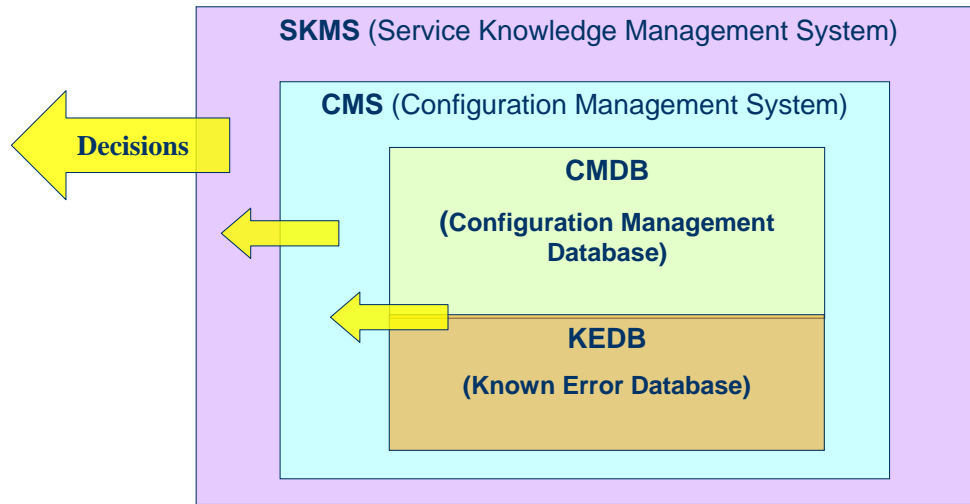 SKMS (Service Knowledge Management System)
CMS (Configuration Management System)
Decisions
CMDB
(Configuration Management
Database)
KEDB
(Known Error Database)